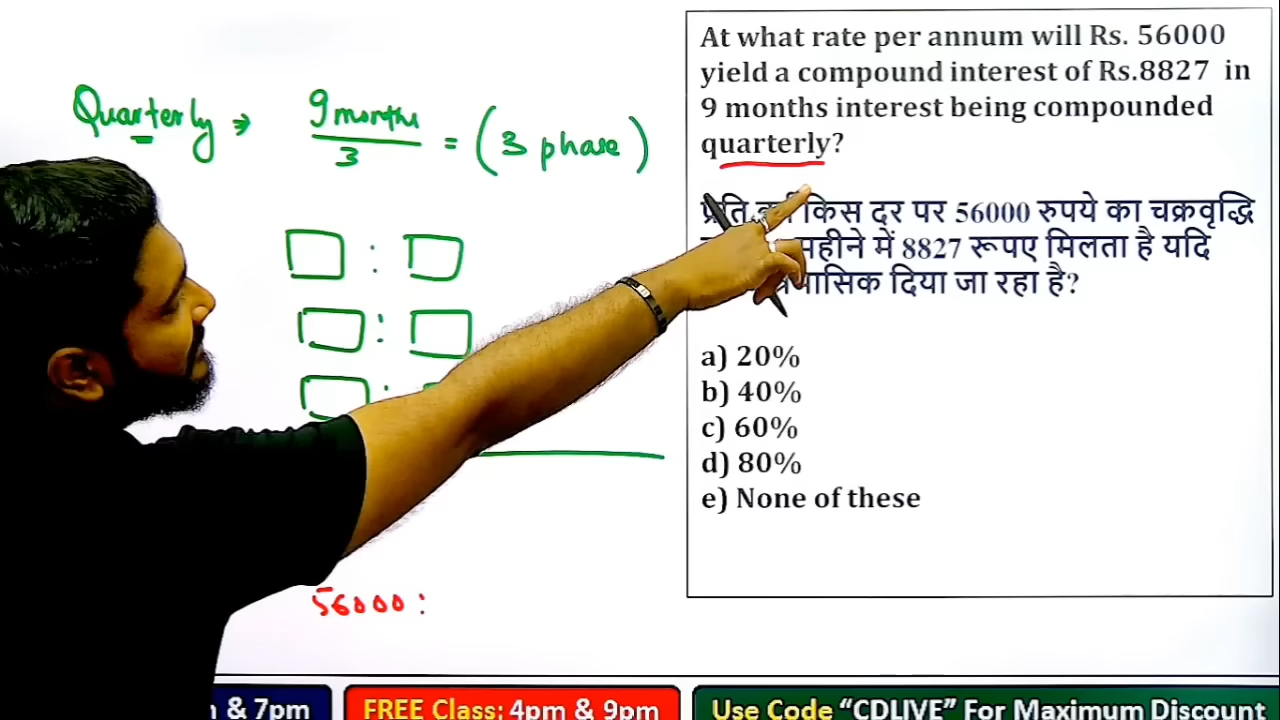 At what rate per annum will Rs. 56000
yield a compound interest of Rs.8827 in
9 months interest being compounded
quarterly?
प्रति किस दर पर 56000 रुपये का चक्रवृद्धि
महीने में 8827 रूपए मिलता है यदि
दिया जा रहा है?
a) 20%
b) 40%
c) 60%
d) 80%
e) None of these
Quarterly → 9 months / 3 = ( 3 phase )
:
:
:
56000 :
& 7pm
FREE Class: 4pm & 9pm
Use Code “CDLIVE” For Maximum Discount